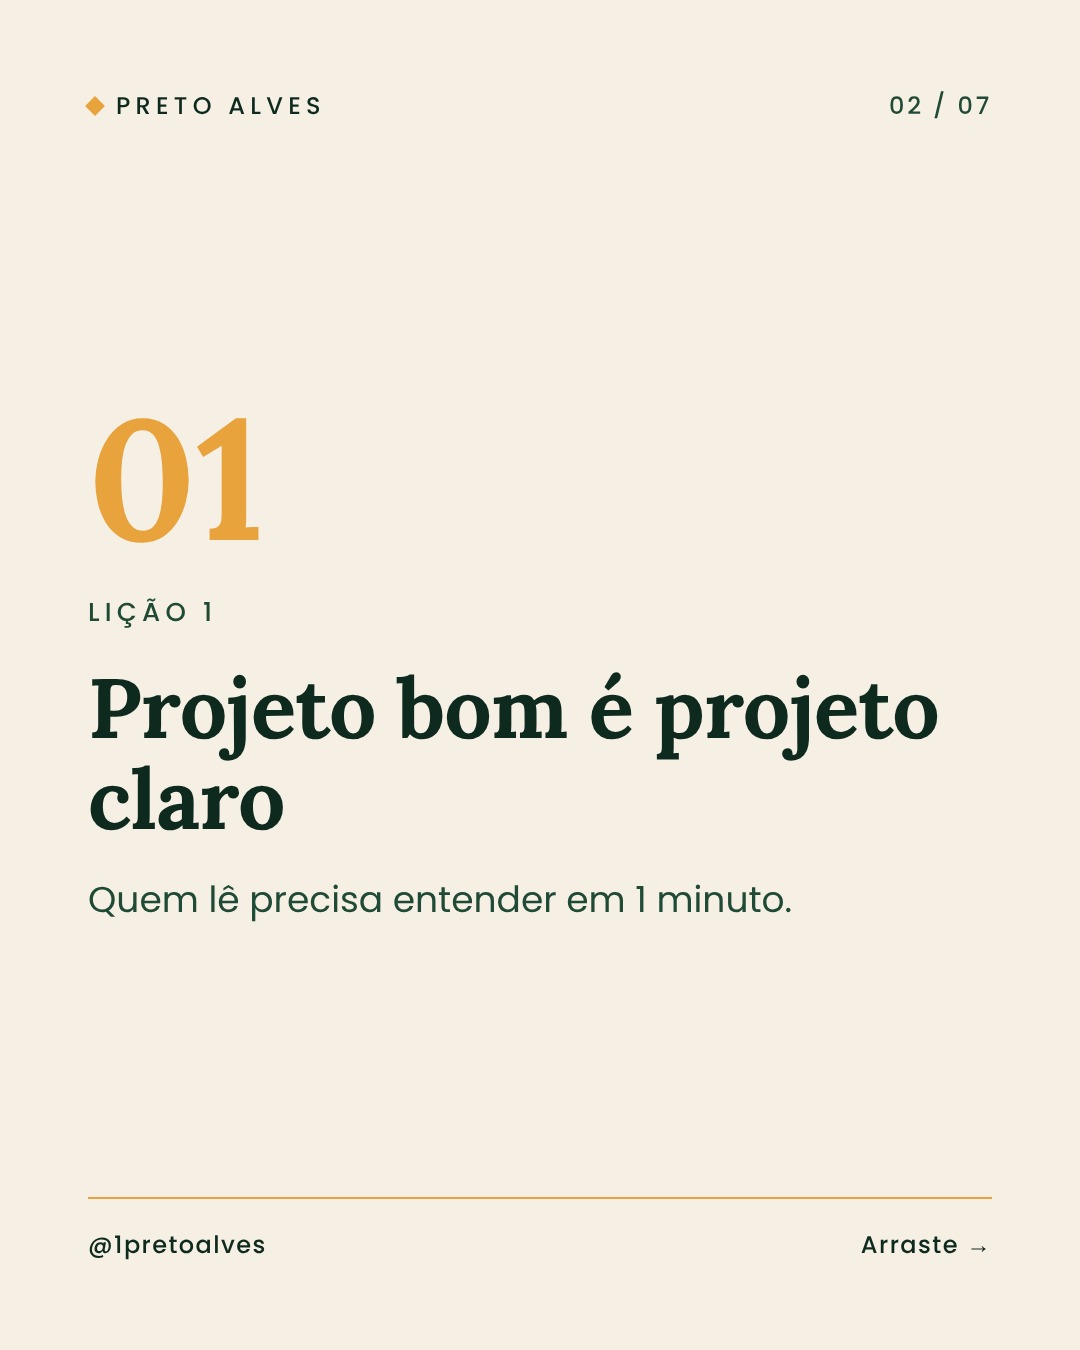 PRETO ALVES
02 / 07
01
LIÇÃO 1
Projeto bom é projeto
claro
Quem lê precisa entender em 1 minuto.
@1pretoalves
Arraste →